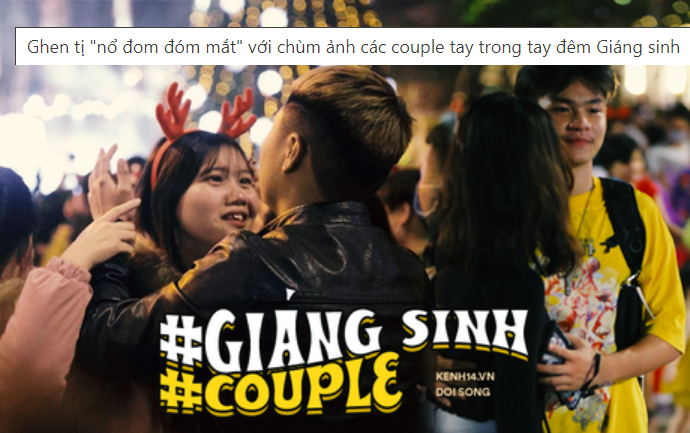 Ghen tị "nổ đom đóm mắt" với chùm ảnh các couple tay trong tay đêm Giáng sinh
#GIÁNG SINH
#COUPLE
KENH14.VN
DOI SONG